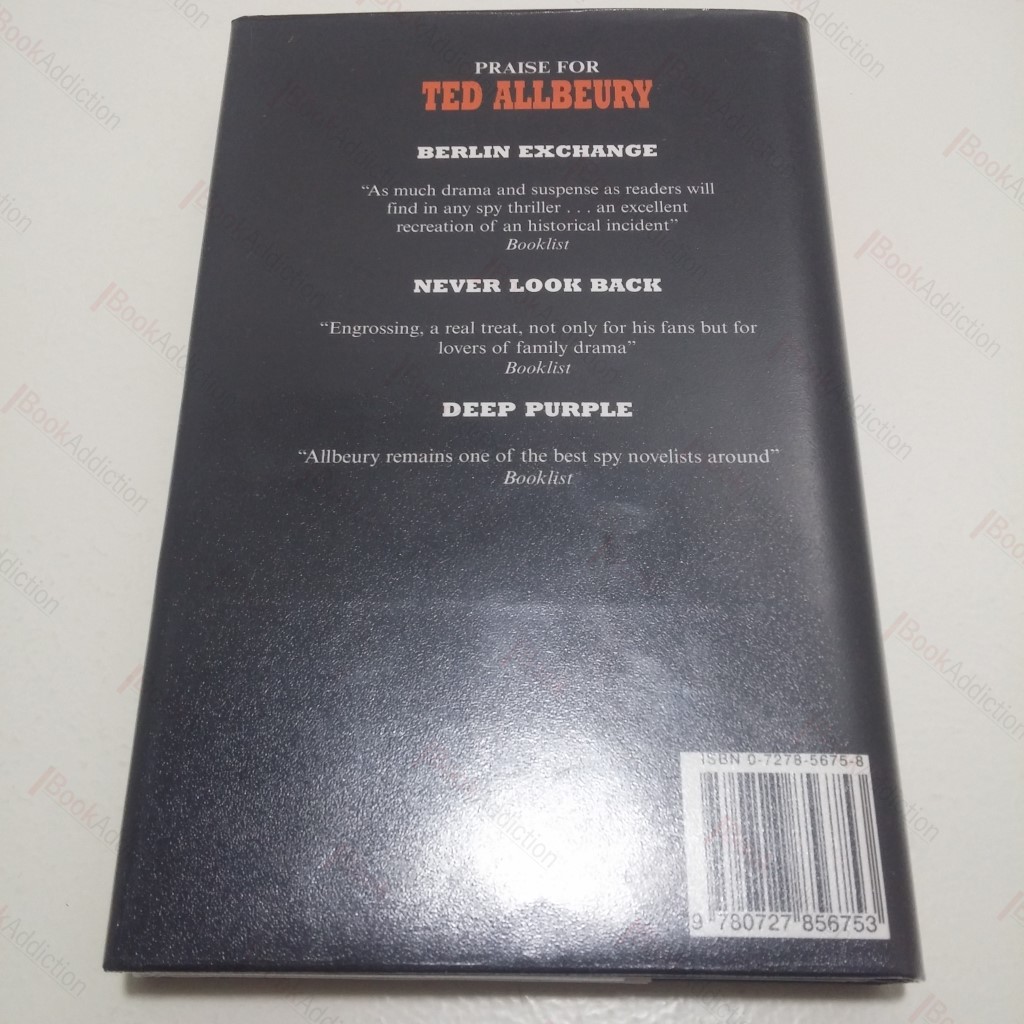 PRAISE FOR
TED ALLBEURY
BERLIN EXCHANGE
“As much drama and suspense as readers will
find in any spy thriller . . . an excellent
recreation of an historical incident”
Booklist
NEVER LOOK BACK
“Engrossing, a real treat, not only for his fans but for
lovers of family drama”
Booklist
DEEP PURPLE
“Allbeury remains one of the best spy novelists around”
Booklist
ISBN 0-7278-5675-8
9 780727 856753
BookAddiction